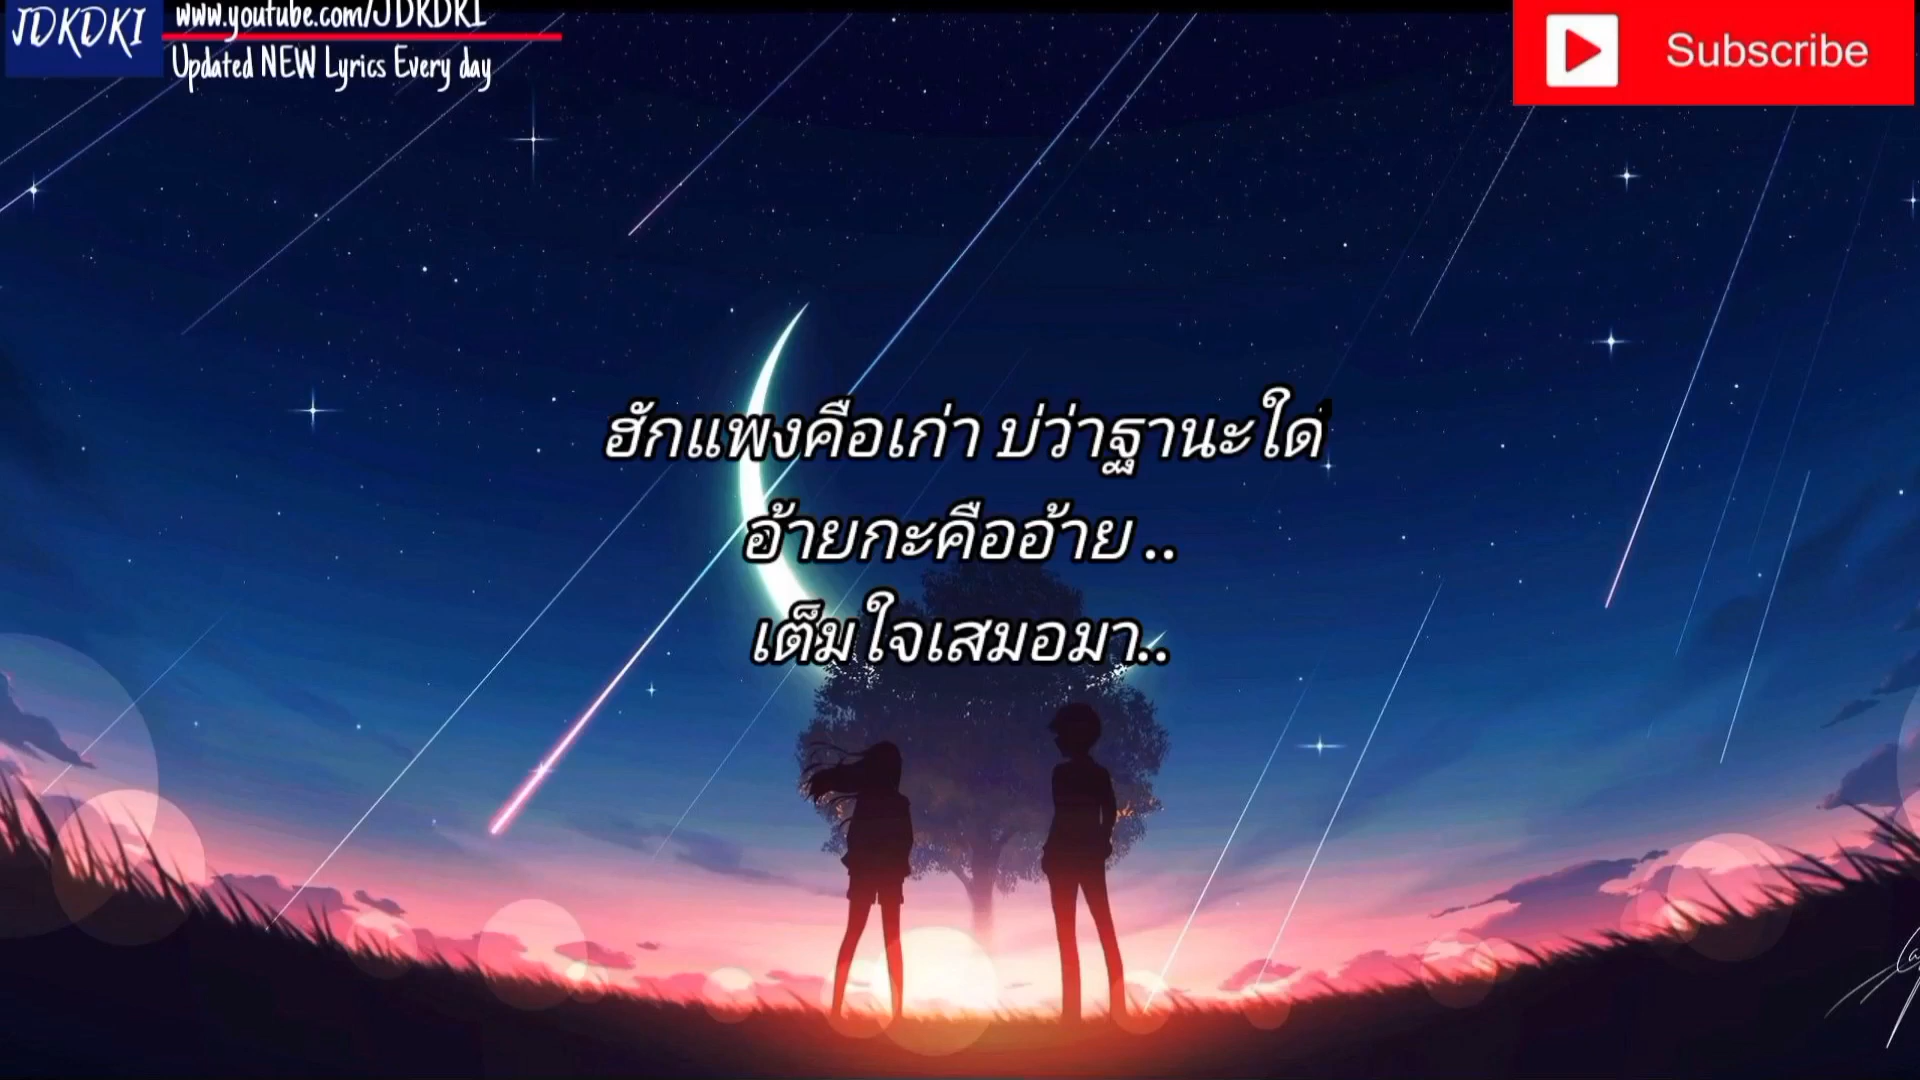 JDKDKI
www.youtube.com/JDKDKI
Updated NEW Lyrics Every day
Subscribe
ฮักแพงคือเก่า บ่ว่าฐานะใด๋
อ้ายกะคืออ้าย ..
เต็มใจเสมอมา..